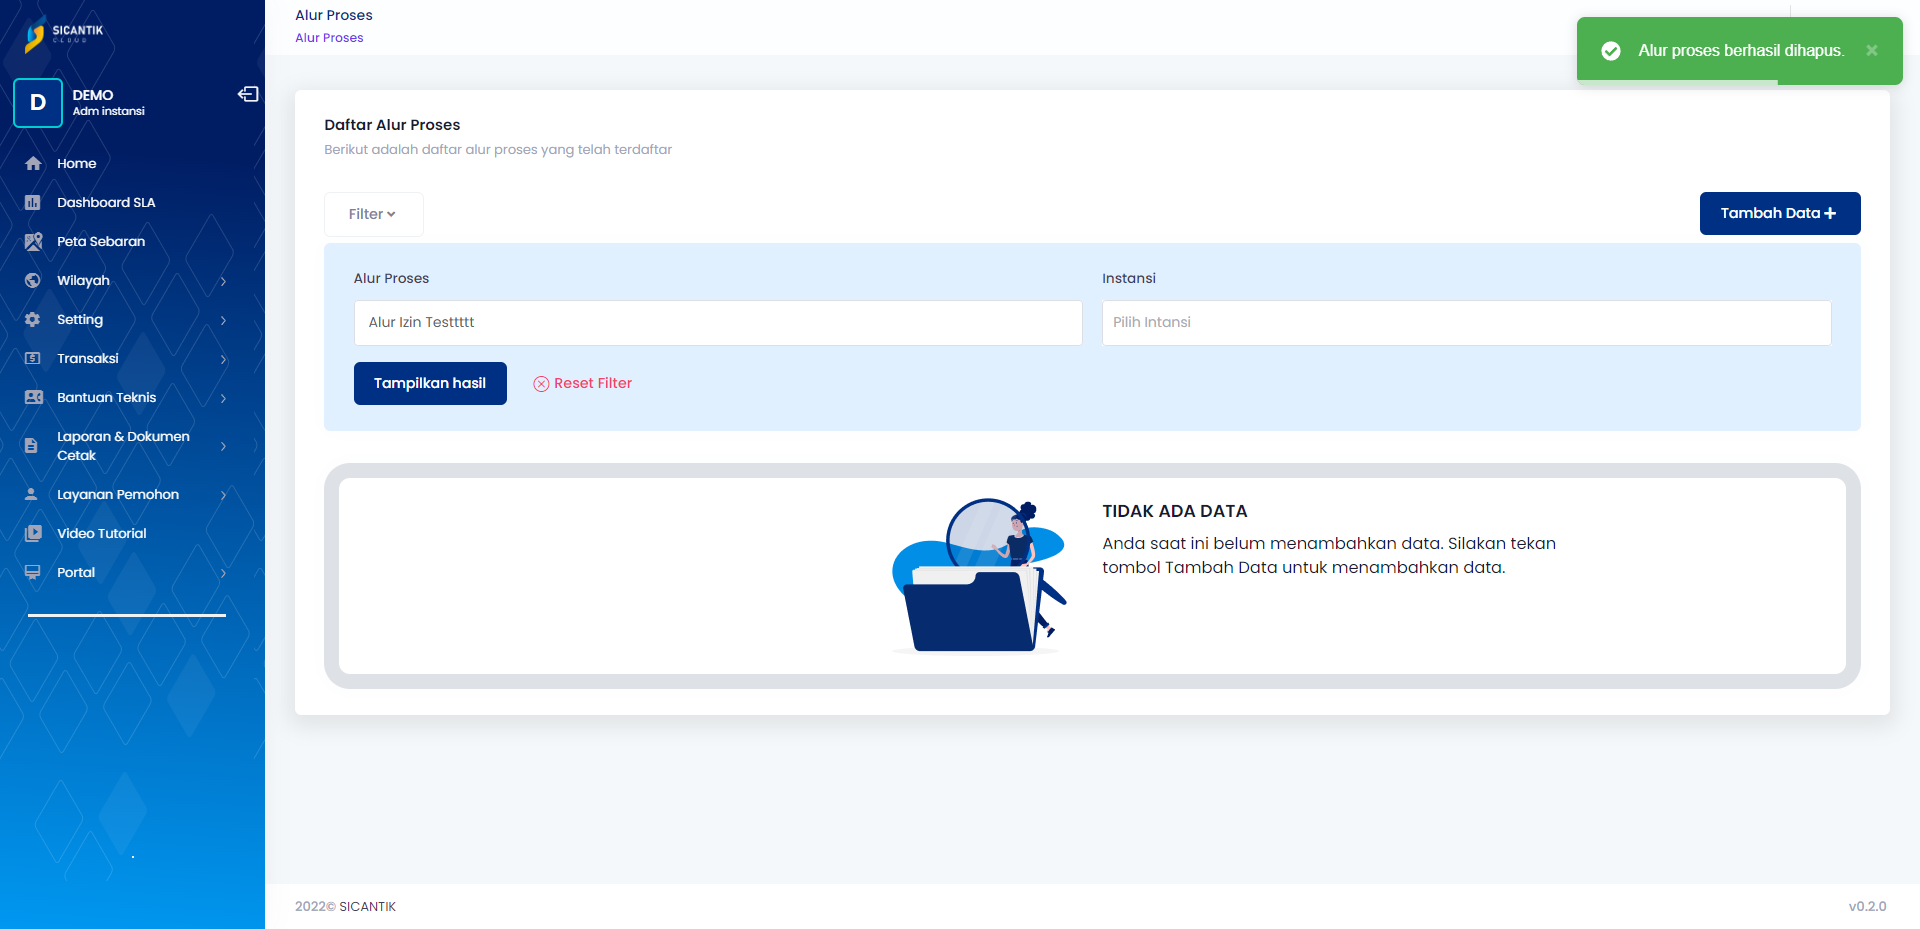 SICANTIK
CLOUD
D
DEMO
Adm instansi
Home
Dashboard SLA
Peta Sebaran
Wilayah
Setting
Transaksi
Bantuan Teknis
Laporan & Dokumen
Cetak
Layanan Pemohon
Video Tutorial
Portal
Alur Proses
Alur Proses
Alur proses berhasil dihapus.
Daftar Alur Proses
Berikut adalah daftar alur proses yang telah terdaftar
Filter
Tambah Data
Alur Proses
Instansi
Alur Izin Testtttt
Pilih Intansi
Tampilkan hasil
Reset Filter
TIDAK ADA DATA
Anda saat ini belum menambahkan data. Silakan tekan
tombol Tambah Data untuk menambahkan data.
2022© SICANTIK
v0.2.0